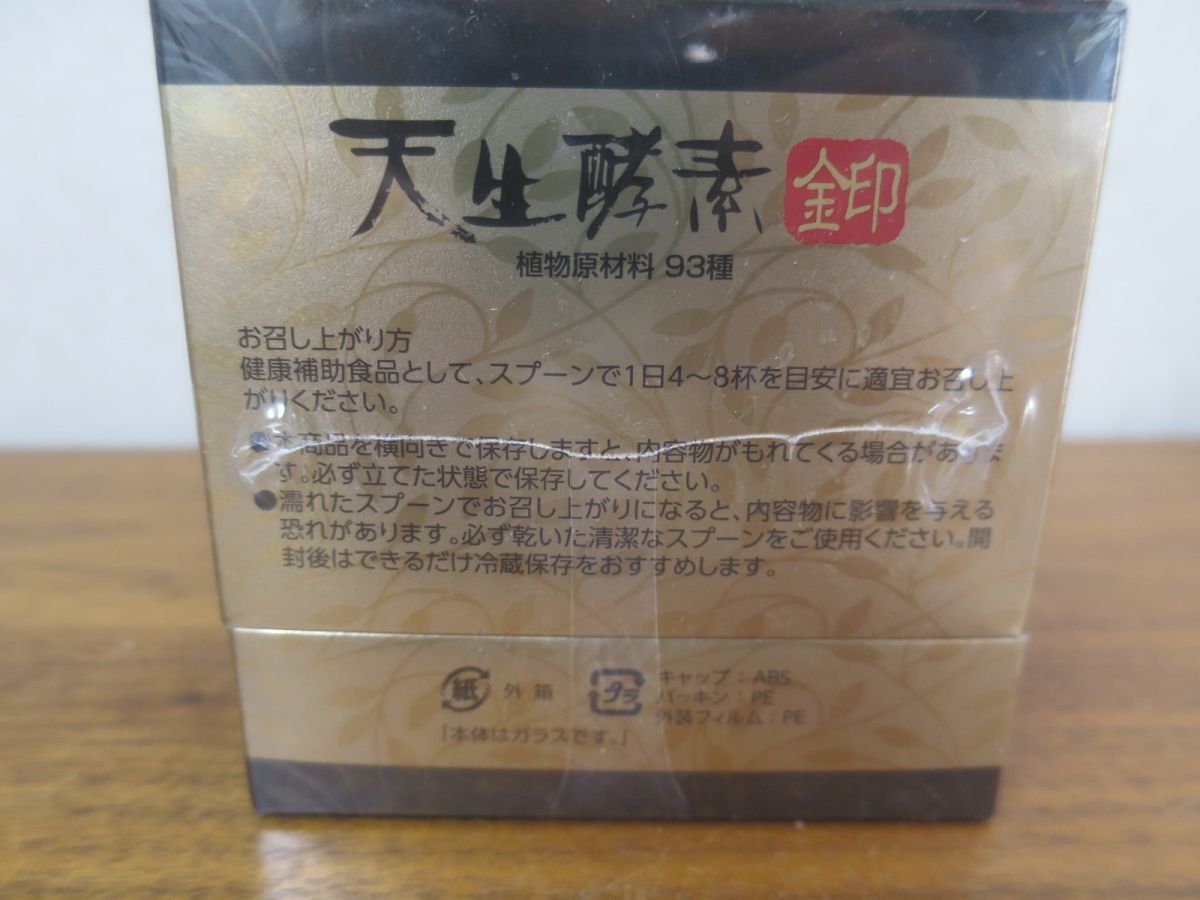 天生酵素 金印
植物原材料 93種
お召し上がり方
健康補助食品として、スプーンで1日4〜8杯を目安に適宜お召し上
がりください。
●本商品を横向きで保存しますと、内容物がもれてくる場合がありま
す。必ず立てた状態で保存してください。
●濡れたスプーンでお召し上がりになると、内容物に影響を与える
恐れがあります。必ず乾いた清潔なスプーンをご使用ください。開
封後はできるだけ冷蔵保存をおすすめします。
紙 外箱
プラ キャップ:ABS
パッキン:PE
外装フィルム:PE
「本体はガラスです。」